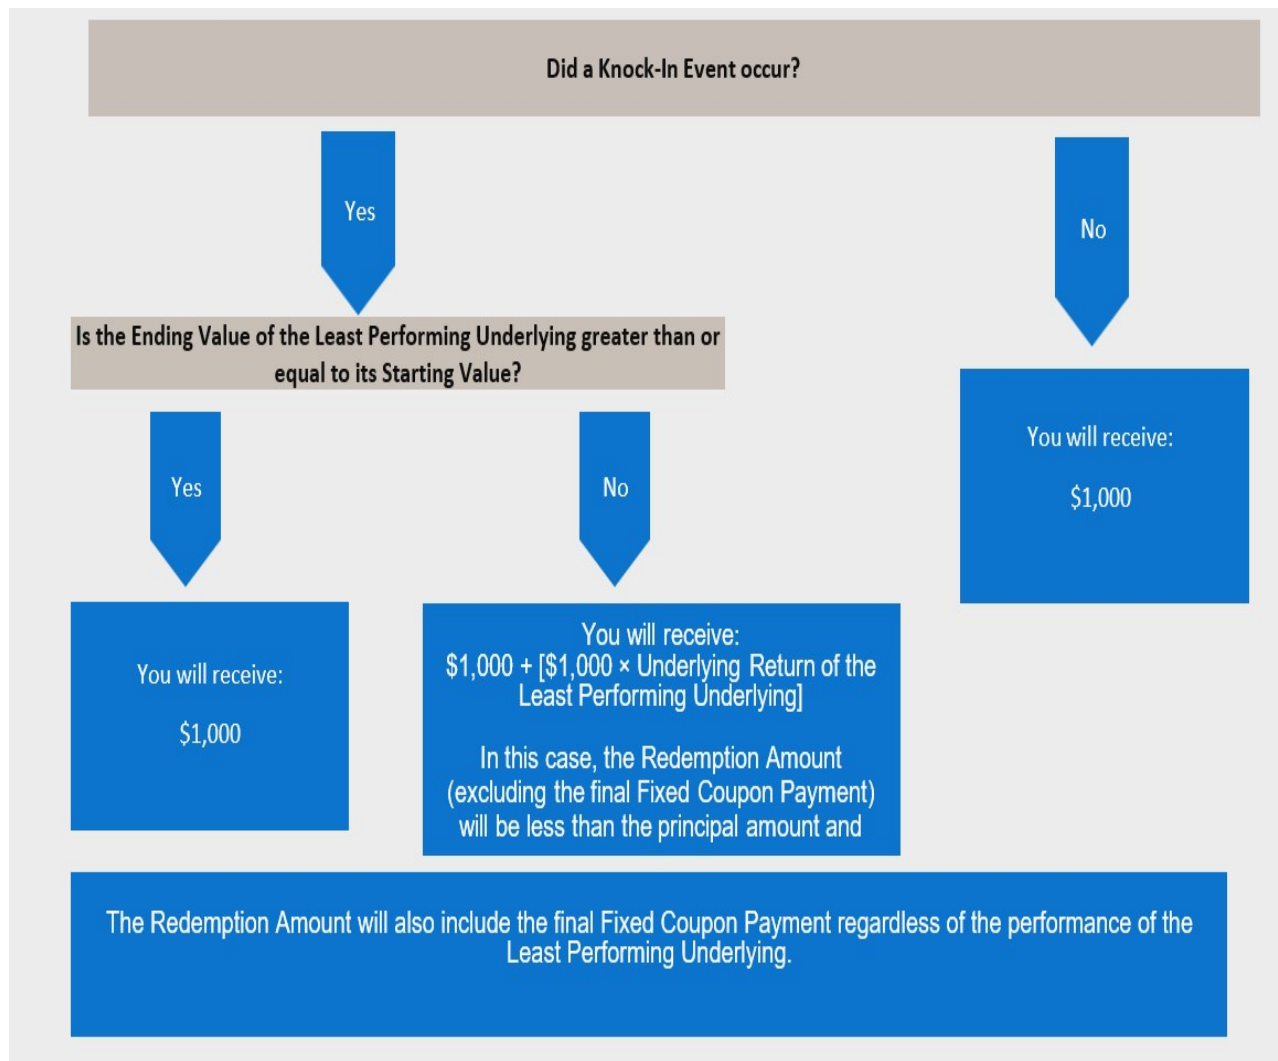 Did a Knock-In Event occur?
Yes
No
Is the Ending Value of the Least Performing Underlying greater than or
equal to its Starting Value?
Yes
No
You will receive:
$1,000
You will receive:
$1,000
You will receive:
$1,000 + [$1,000 × Underlying Return of the
Least Performing Underlying]
In this case, the Redemption Amount
(excluding the final Fixed Coupon Payment)
will be less than the principal amount and
The Redemption Amount will also include the final Fixed Coupon Payment regardless of the performance of the
Least Performing Underlying.